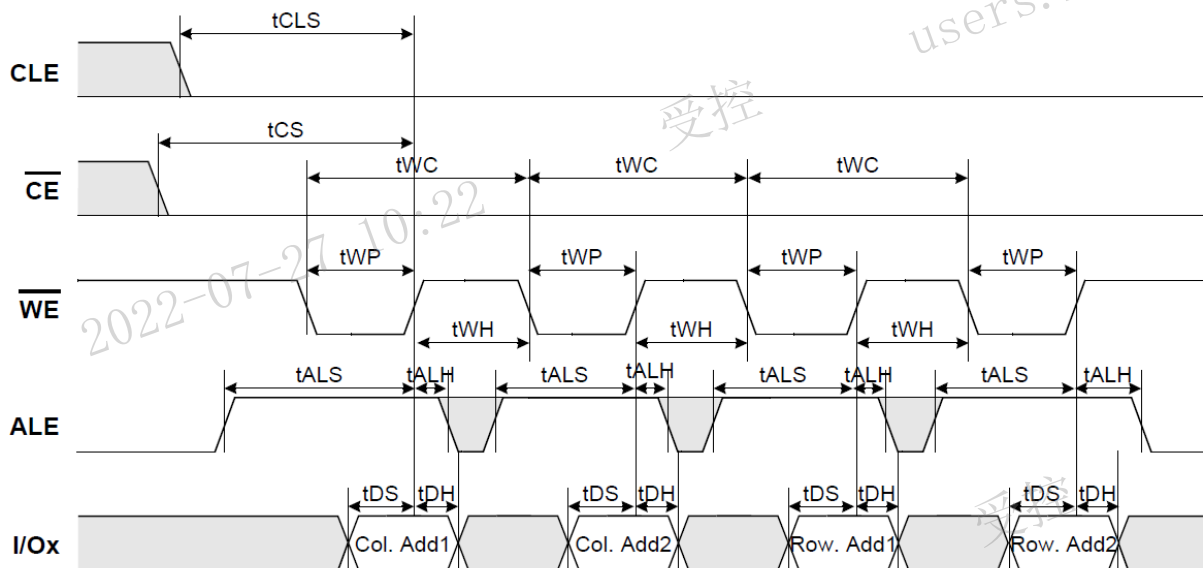 tCLS
CLE
users.
受控
tCS
CE
tWC tWC tWC
2022-07-27 10:22
tWP tWP tWP tWP
WE
tWH tWH tWH
tALS tALH tALS tALH tALS tALH tALS tALH
ALE
受控
tDS tDH tDS tDH tDS tDH tDS tDH
I/Ox Col. Add1 Col. Add2 Row. Add1 Row. Add2